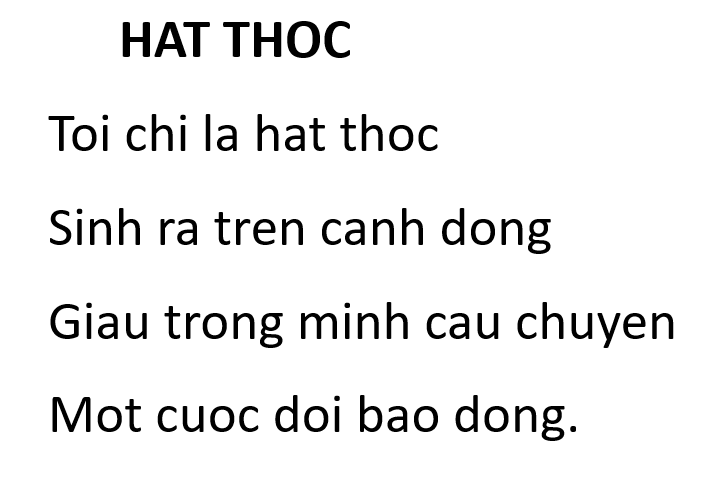 HAT THOC
Toi chi la hat thoc
Sinh ra tren canh dong
Giau trong minh cau chuyen
Mot cuoc doi bao dong.